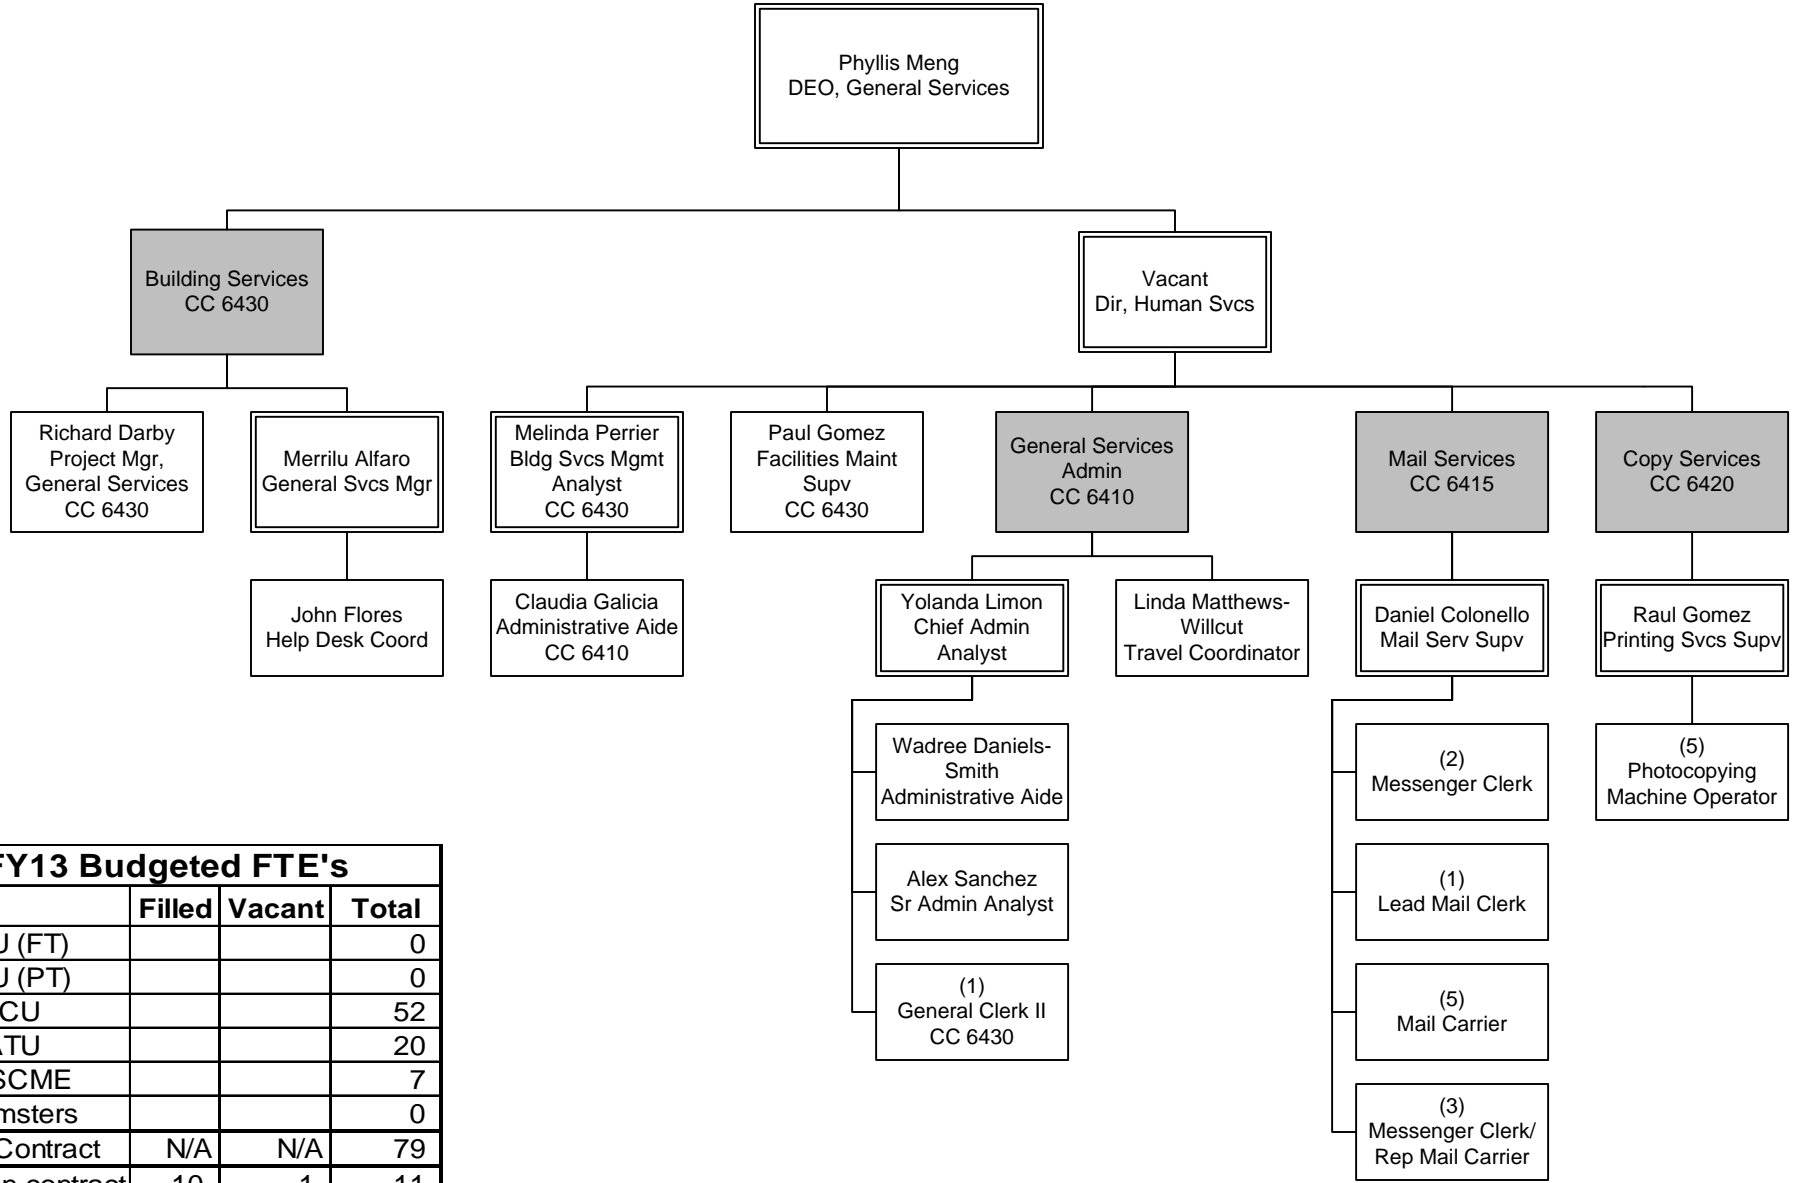 Phyllis Meng
DEO, General Services
Building Services
CC 6430
Vacant
Dir, Human Svcs
Richard Darby
Project Mgr,
General Services
CC 6430
Merrilu Alfaro
General Svcs Mgr
Melinda Perrier
Bldg Svcs Mgmt
Analyst
CC 6430
Paul Gomez
Facilities Maint
Supv
CC 6430
General Services
Admin
CC 6410
Mail Services
CC 6415
Copy Services
CC 6420
John Flores
Help Desk Coord
Claudia Galicia
Administrative Aide
CC 6410
Yolanda Limon
Chief Admin
Analyst
Linda Matthews-
Willcut
Travel Coordinator
Daniel Colonello
Mail Serv Supv
Raul Gomez
Printing Svcs Supv
Wadree Daniels-
Smith
Administrative Aide
Alex Sanchez
Sr Admin Analyst
(1)
General Clerk II
CC 6430
(2)
Messenger Clerk
(1)
Lead Mail Clerk
(5)
Mail Carrier
(3)
Messenger Clerk/
Rep Mail Carrier
(5)
Photocopying
Machine Operator
FY13 Budgeted FTE's
Filled Vacant Total
(FT) 0
(PT) 0
CU 52
TU 20
SCME 7
msters 0
Contract N/A N/A 79
contract 10 1 11